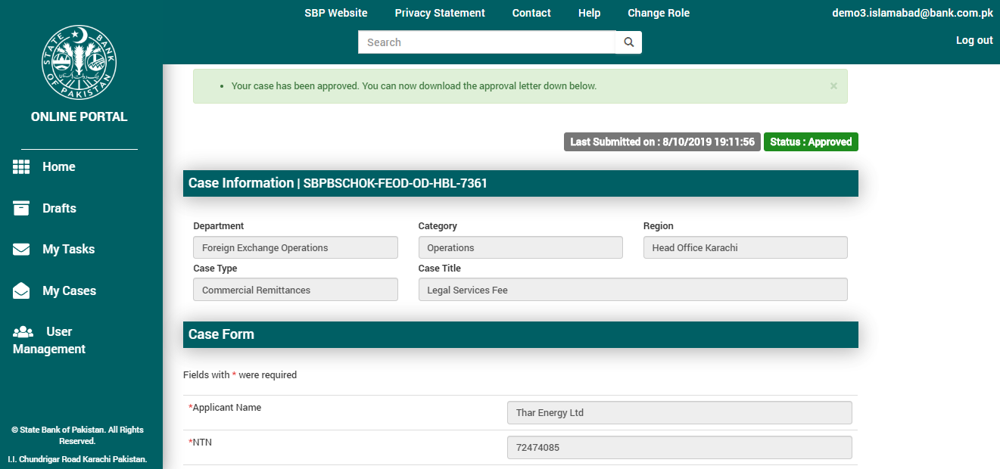 SBP Website Privacy Statement Contact Help Change Role demo3.islamabad@bank.com.pk
Search
Log out
STATE BANK OF PAKISTAN
ONLINE PORTAL
Home
Drafts
My Tasks
My Cases
User
Management
© State Bank of Pakistan. All Rights
Reserved.
I.I. Chundrigar Road Karachi Pakistan.
• Your case has been approved. You can now download the approval letter down below. ×
Last Submitted on : 8/10/2019 19:11:56 Status : Approved
Case Information | SBPBSCHOK-FEOD-OD-HBL-7361
Department Category Region
Foreign Exchange Operations Operations Head Office Karachi
Case Type Case Title
Commercial Remittances Legal Services Fee
Case Form
Fields with * were required
*Applicant Name Thar Energy Ltd
*NTN 72474085